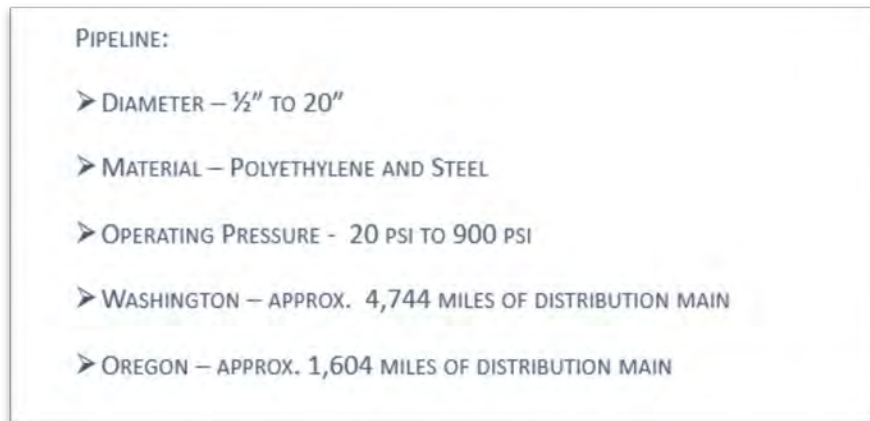 PIPELINE:
➤ DIAMETER – ½" TO 20"
➤ MATERIAL – POLYETHYLENE AND STEEL
➤ OPERATING PRESSURE - 20 PSI TO 900 PSI
➤ WASHINGTON – APPROX. 4,744 MILES OF DISTRIBUTION MAIN
➤ OREGON – APPROX. 1,604 MILES OF DISTRIBUTION MAIN